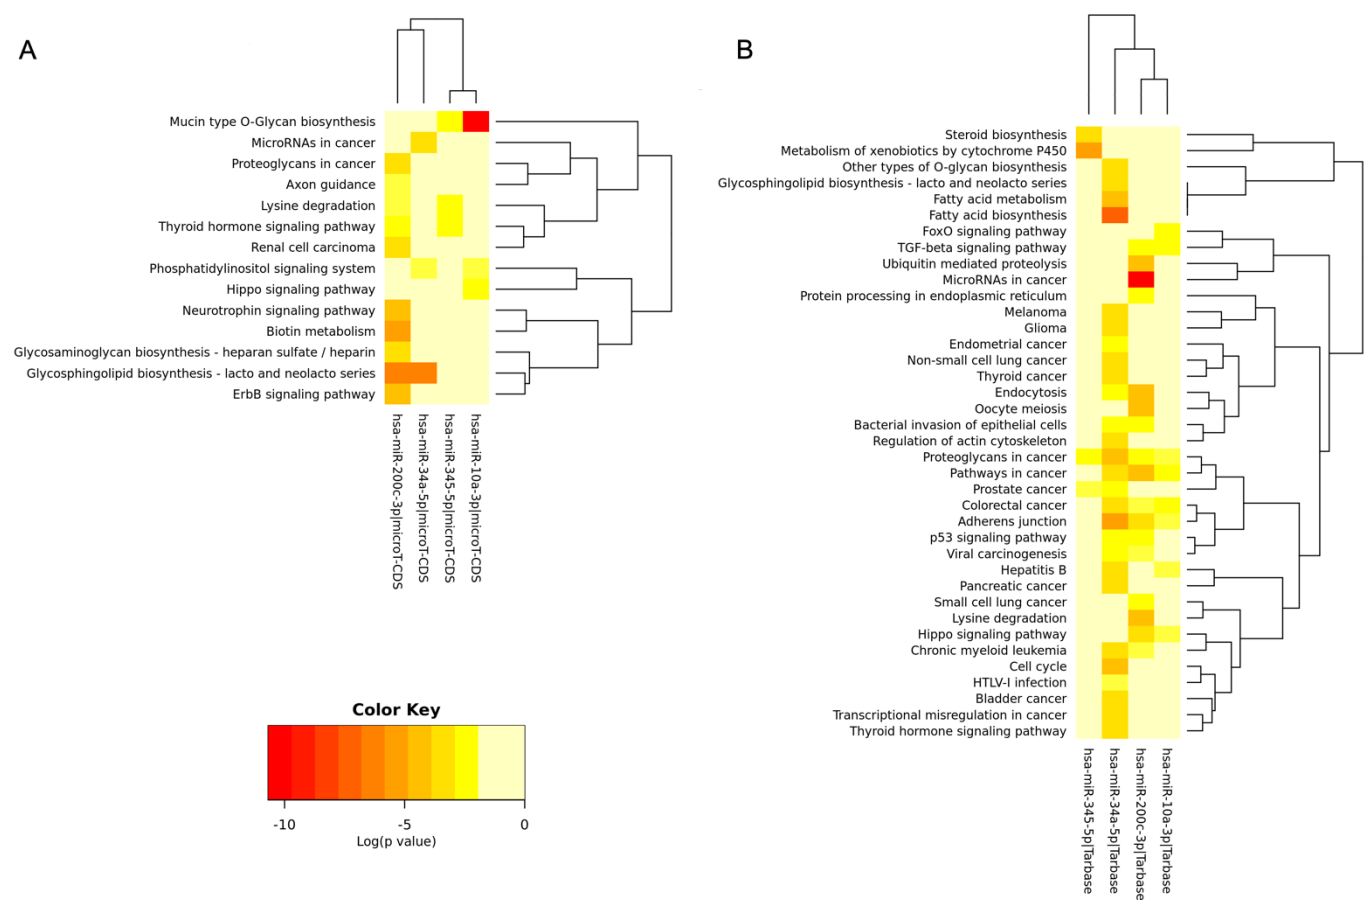 A
Mucin type O-Glycan biosynthesis
MicroRNAs in cancer
Proteoglycans in cancer
Axon guidance
Lysine degradation
Thyroid hormone signaling pathway
Renal cell carcinoma
Phosphatidylinositol signaling system
Hippo signaling pathway
Neurotrophin signaling pathway
Biotin metabolism
Glycosaminoglycan biosynthesis - heparan sulfate / heparin
Glycosphingolipid biosynthesis - lacto and neolacto series
ErbB signaling pathway
hsa-miR-200c-3p|microT-CDS
hsa-miR-34a-5p|microT-CDS
hsa-miR-345-5p|microT-CDS
hsa-miR-10a-3p|microT-CDS
Color Key
-10 -5 0
Log(p value)
B
Steroid biosynthesis
Metabolism of xenobiotics by cytochrome P450
Other types of O-glycan biosynthesis
Glycosphingolipid biosynthesis - lacto and neolacto series
Fatty acid metabolism
Fatty acid biosynthesis
FoxO signaling pathway
TGF-beta signaling pathway
Ubiquitin mediated proteolysis
MicroRNAs in cancer
Protein processing in endoplasmic reticulum
Melanoma
Glioma
Endometrial cancer
Non-small cell lung cancer
Thyroid cancer
Endocytosis
Oocyte meiosis
Bacterial invasion of epithelial cells
Regulation of actin cytoskeleton
Proteoglycans in cancer
Pathways in cancer
Prostate cancer
Colorectal cancer
Adherens junction
p53 signaling pathway
Viral carcinogenesis
Hepatitis B
Pancreatic cancer
Small cell lung cancer
Lysine degradation
Hippo signaling pathway
Chronic myeloid leukemia
Cell cycle
HTLV-I infection
Bladder cancer
Transcriptional misregulation in cancer
Thyroid hormone signaling pathway
hsa-miR-345-5p|Tarbase
hsa-miR-34a-5p|Tarbase
hsa-miR-200c-3p|Tarbase
hsa-miR-10a-3p|Tarbase